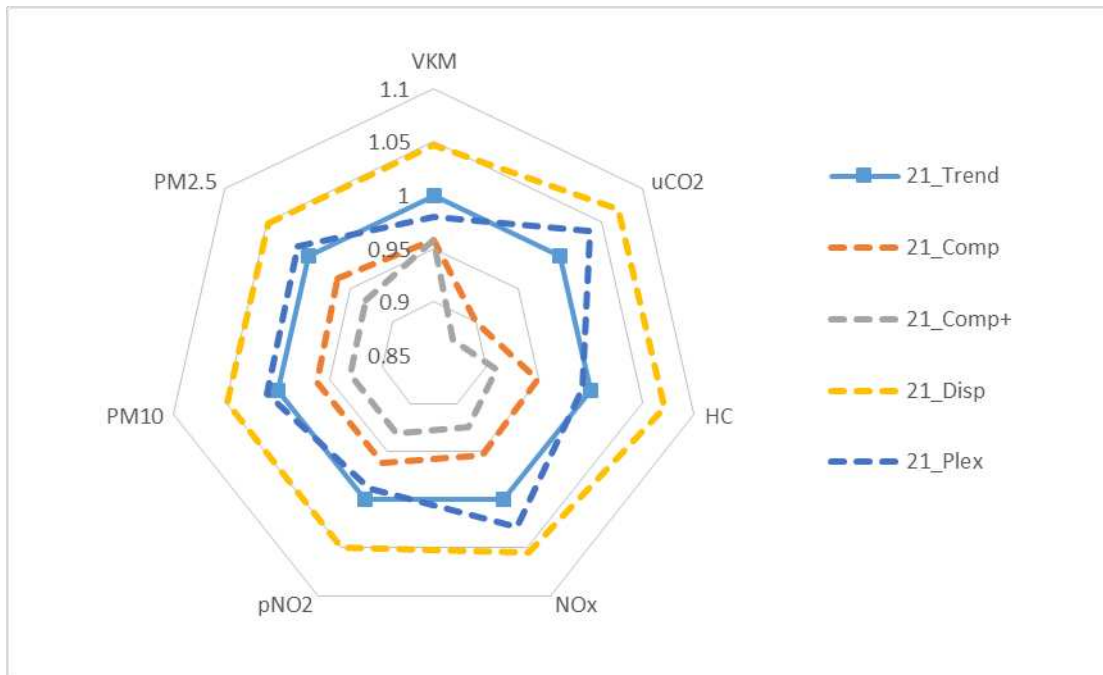 VKM
1.1
1.05
1
0.95
0.9
0.85
uCO2
HC
NOx
pNO2
PM10
PM2.5
21_Trend
21_Comp
21_Comp+
21_Disp
21_Plex